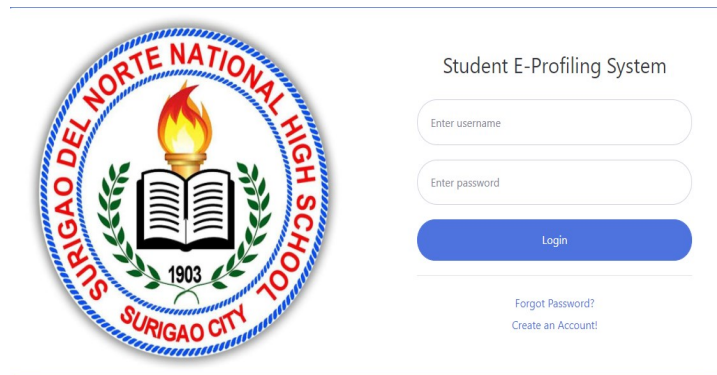 SURIGAO DEL NORTE NATIONAL HIGH SCHOOL
1903
SURIGAO CITY
Student E-Profiling System
Enter username
Enter password
Login
Forgot Password?
Create an Account!